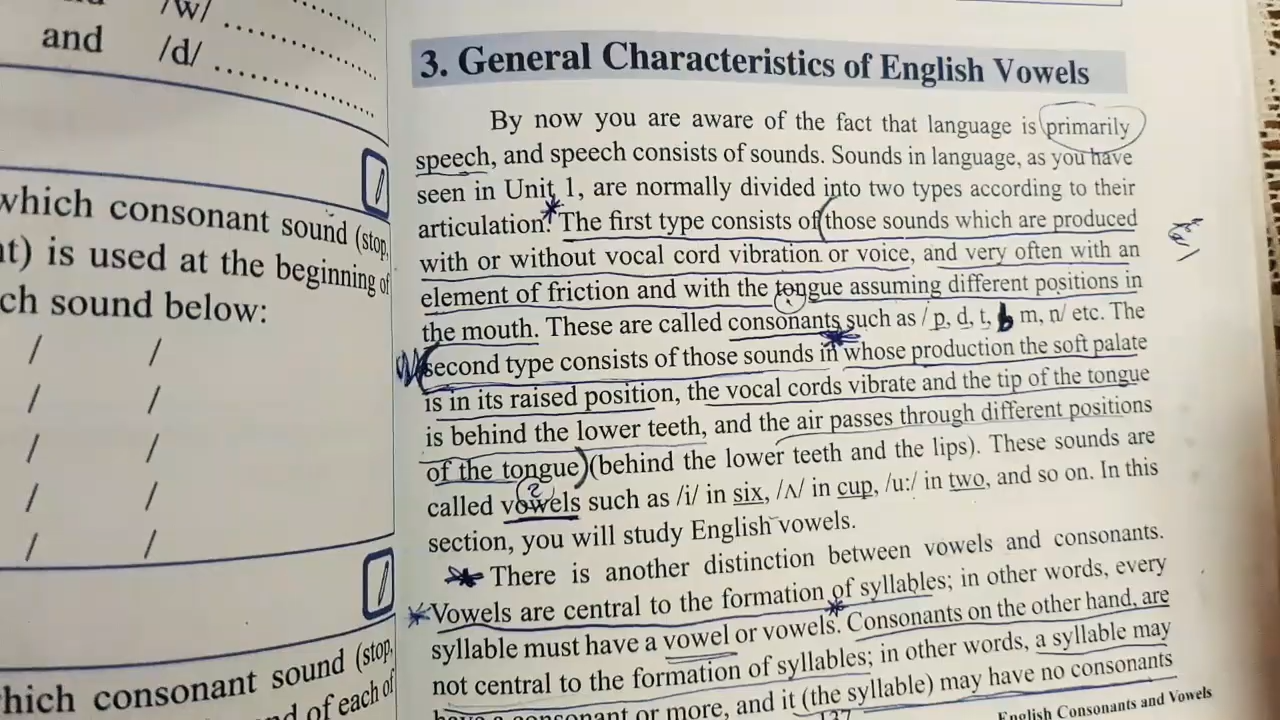 /w/ ....................
and /d/ ....................
which consonant sound (stop,
nt) is used at the beginning of
ch sound below:
/ /
/ /
/ /
/ /
/ /
which consonant sound (stop,
nd of each of
3. General Characteristics of English Vowels
By now you are aware of the fact that language is primarily
speech, and speech consists of sounds. Sounds in language, as you have
seen in Unit 1, are normally divided into two types according to their
articulation. The first type consists of those sounds which are produced
with or without vocal cord vibration or voice, and very often with an
element of friction and with the tongue assuming different positions in
the mouth. These are called consonants such as / p, d, t, b m, n/ etc. The
second type consists of those sounds in whose production the soft palate
is in its raised position, the vocal cords vibrate and the tip of the tongue
is behind the lower teeth, and the air passes through different positions
of the tongue (behind the lower teeth and the lips). These sounds are
called vowels such as /i/ in six, /ʌ/ in cup, /u:/ in two, and so on. In this
section, you will study English vowels.
There is another distinction between vowels and consonants.
Vowels are central to the formation of syllables; in other words, every
syllable must have a vowel or vowels. Consonants on the other hand, are
not central to the formation of syllables; in other words, a syllable may
have a consonant or more, and it (the syllable) may have no consonants
137
English Consonants and Vowels